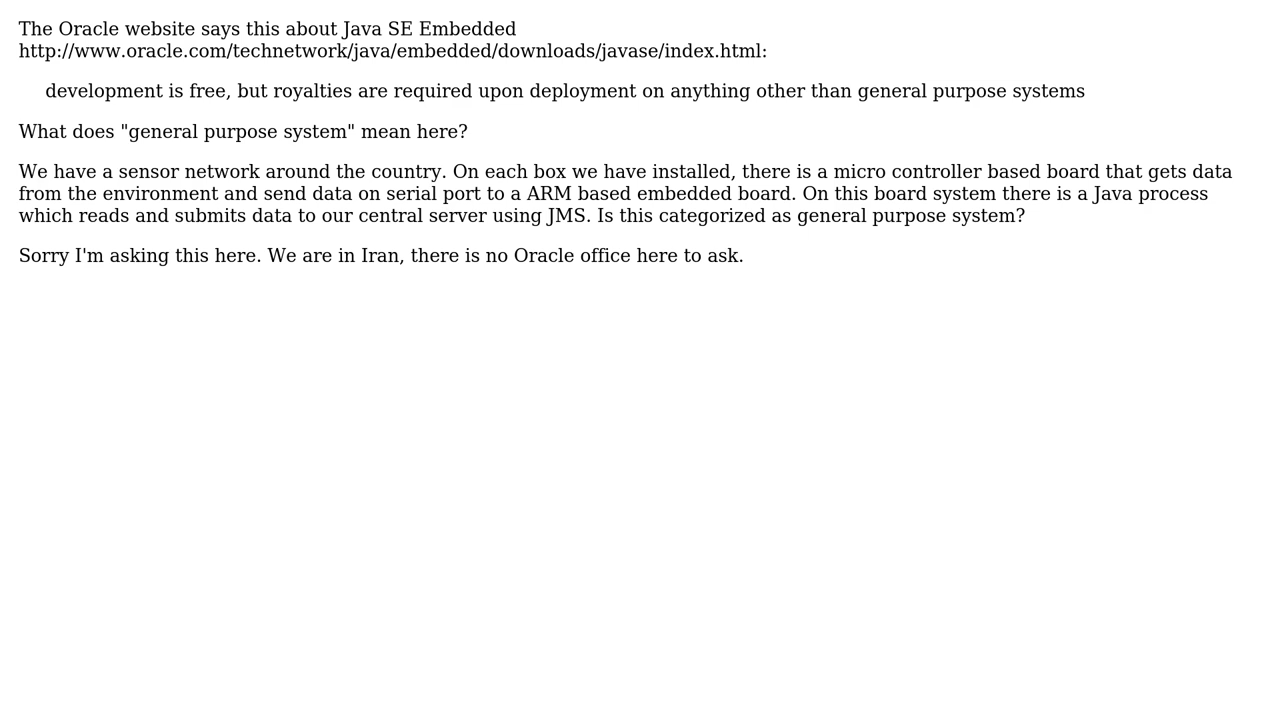 The Oracle website says this about Java SE Embedded
http://www.oracle.com/technetwork/java/embedded/downloads/javase/index.html:
development is free, but royalties are required upon deployment on anything other than general purpose systems
What does "general purpose system" mean here?
We have a sensor network around the country. On each box we have installed, there is a micro controller based board that gets data
from the environment and send data on serial port to a ARM based embedded board. On this board system there is a Java process
which reads and submits data to our central server using JMS. Is this categorized as general purpose system?
Sorry I'm asking this here. We are in Iran, there is no Oracle office here to ask.